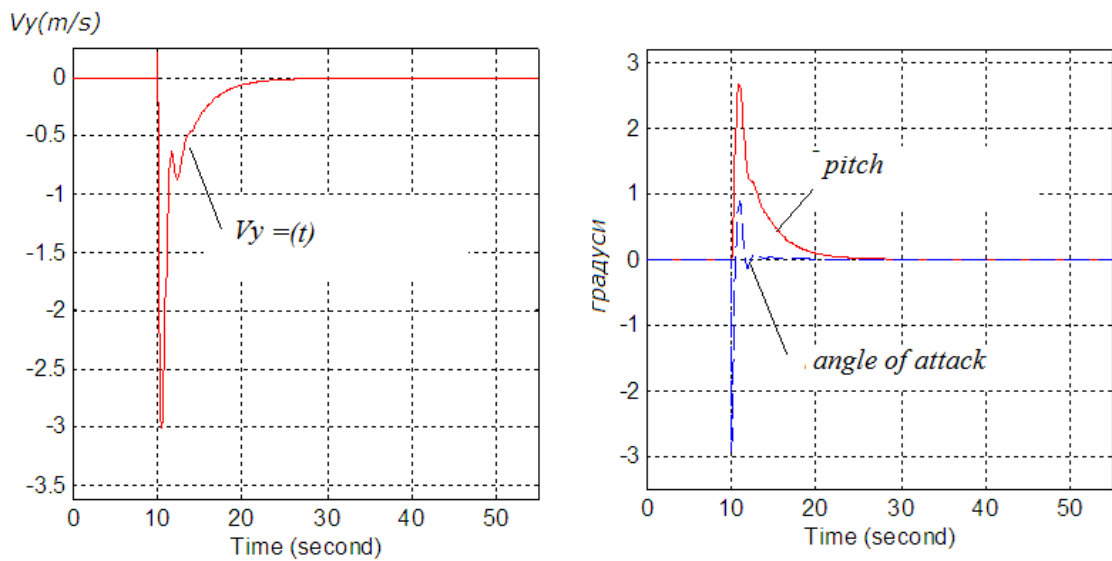 Vy(m/s)
0
-0.5
-1
-1.5
-2
-2.5
-3
-3.5
0 10 20 30 40 50
Time (second)
Vy =(t)
3
2
1
0
-1
-2
-3
0 10 20 30 40 50
Time (second)
градуси
pitch
angle of attack